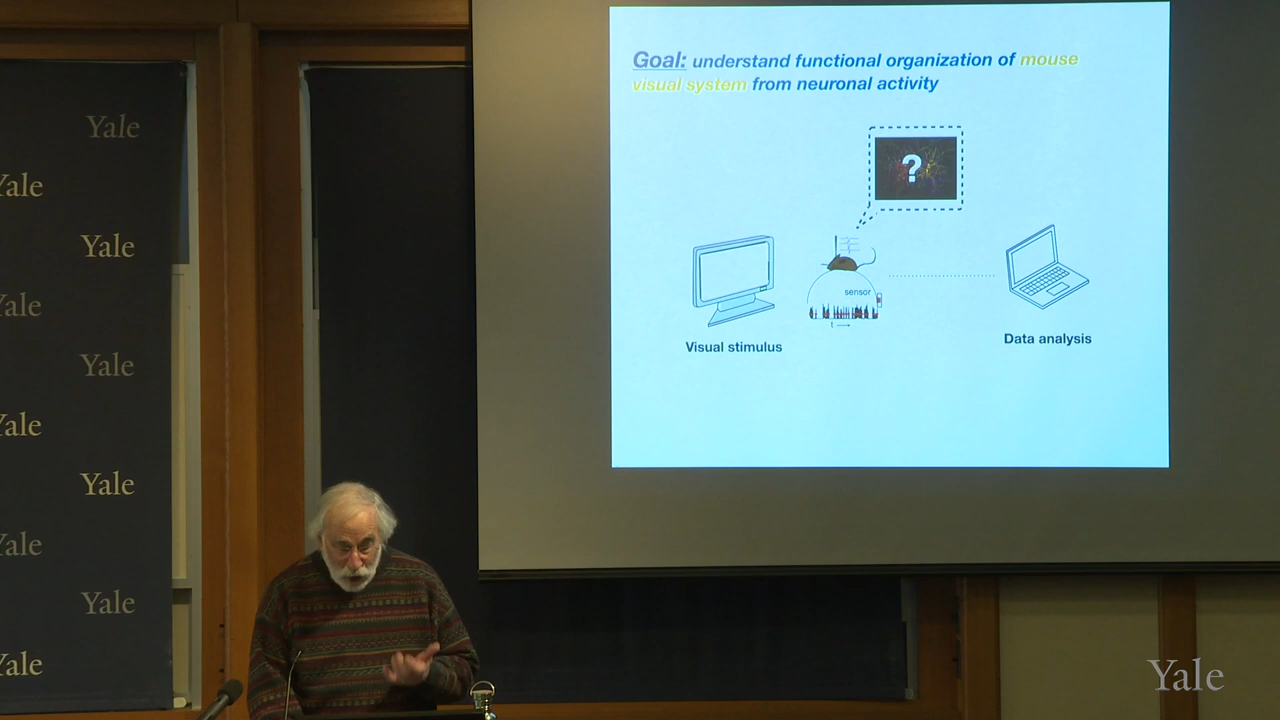 Goal: understand functional organization of mouse
visual system from neuronal activity
?
sensor
t
Visual stimulus
Data analysis
Yale
Yale
Yale
Yale
Yale
Yale
Yale
Yale
Yale
Yale
Yale